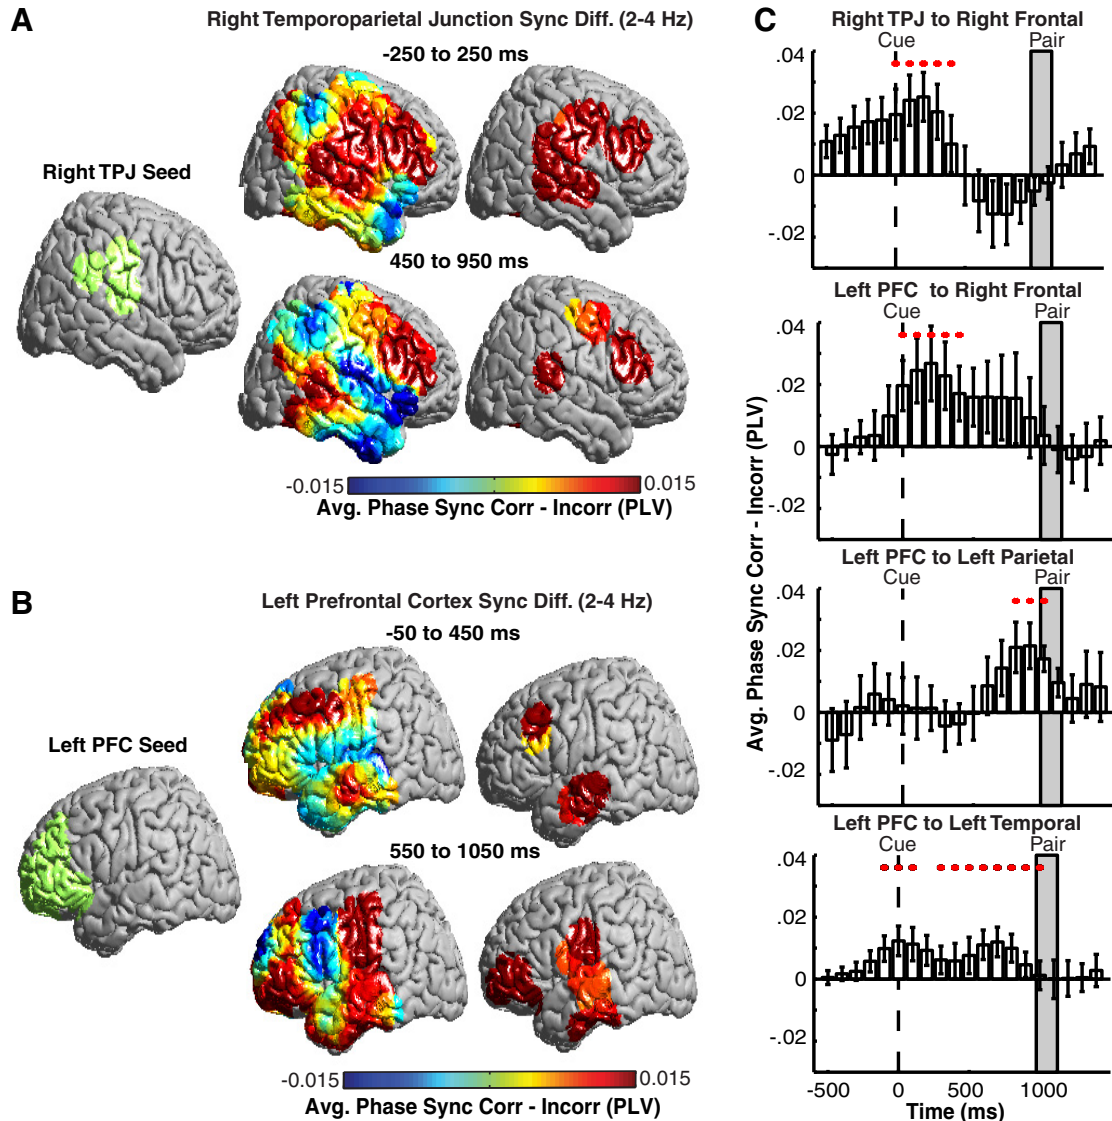 A
Right Temporoparietal Junction Sync Diff. (2-4 Hz)
-250 to 250 ms
Right TPJ Seed
450 to 950 ms
-0.015
0.015
Avg. Phase Sync Corr - Incorr (PLV)
B
Left Prefrontal Cortex Sync Diff. (2-4 Hz)
-50 to 450 ms
Left PFC Seed
550 to 1050 ms
-0.015
0.015
Avg. Phase Sync Corr - Incorr (PLV)
C
Right TPJ to Right Frontal
Cue
Pair
.04
.02
0
-.02
Left PFC to Right Frontal
Cue
Pair
.04
.02
0
-.02
Left PFC to Left Parietal
Cue
Pair
.04
.02
0
-.02
Left PFC to Left Temporal
Cue
Pair
.04
.02
0
-.02
Avg. Phase Sync Corr - Incorr (PLV)
-500
0
500
1000
Time (ms)